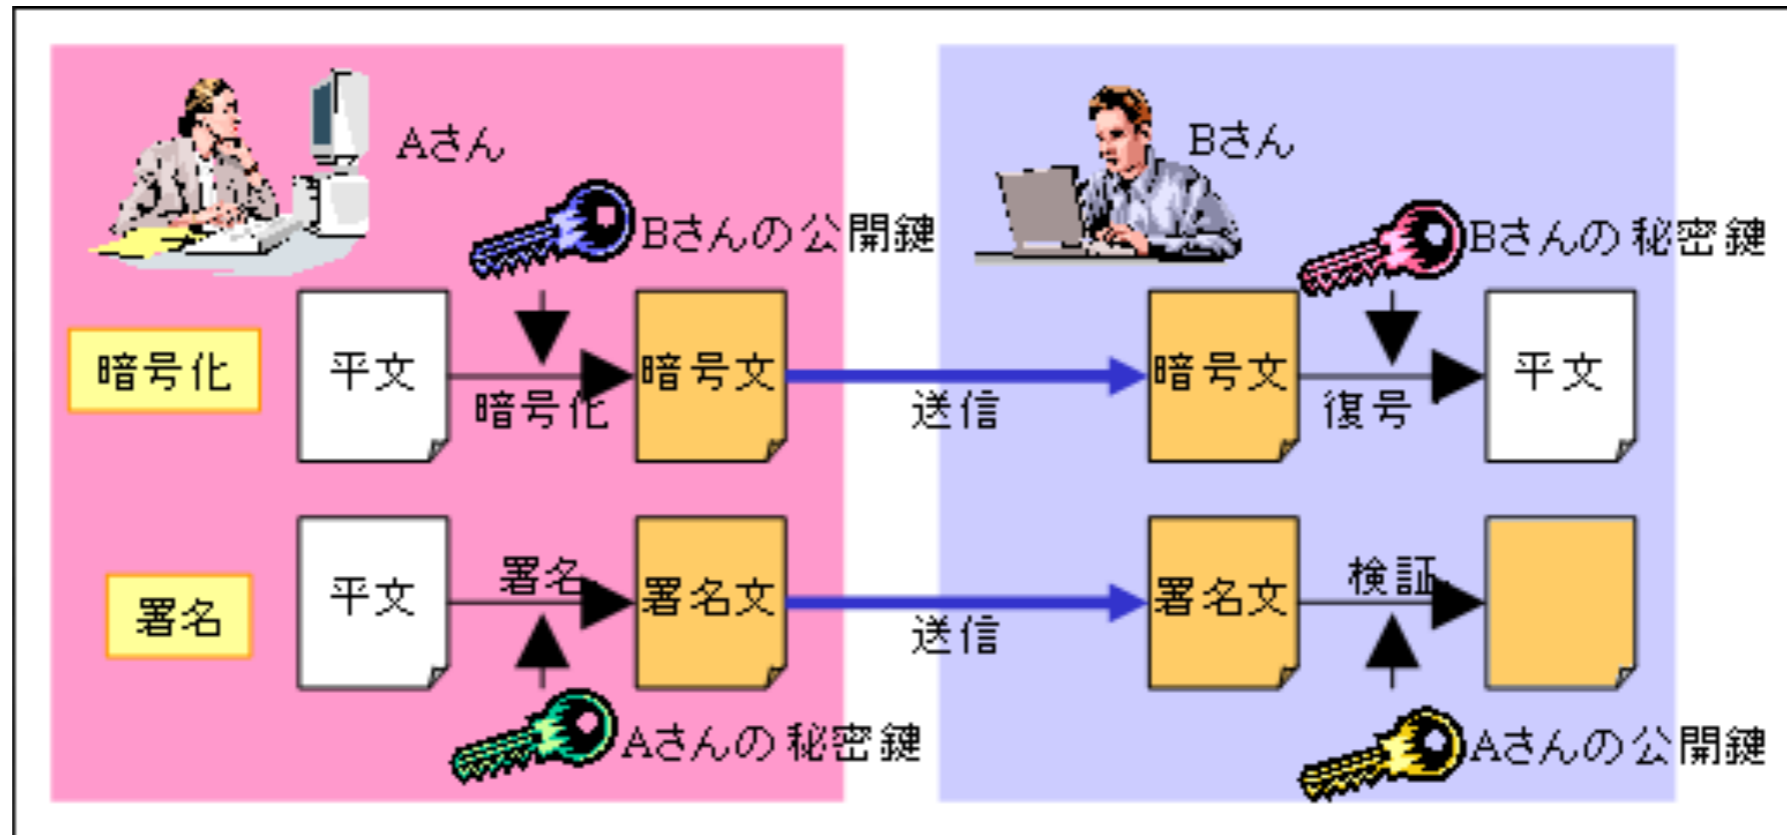 Aさん
Bさん
Bさんの公開鍵
Bさんの秘密鍵
暗号化
平文
暗号化
暗号文
送信
暗号文
復号
平文
署名
平文
署名
署名文
送信
署名文
検証
Aさんの秘密鍵
Aさんの公開鍵